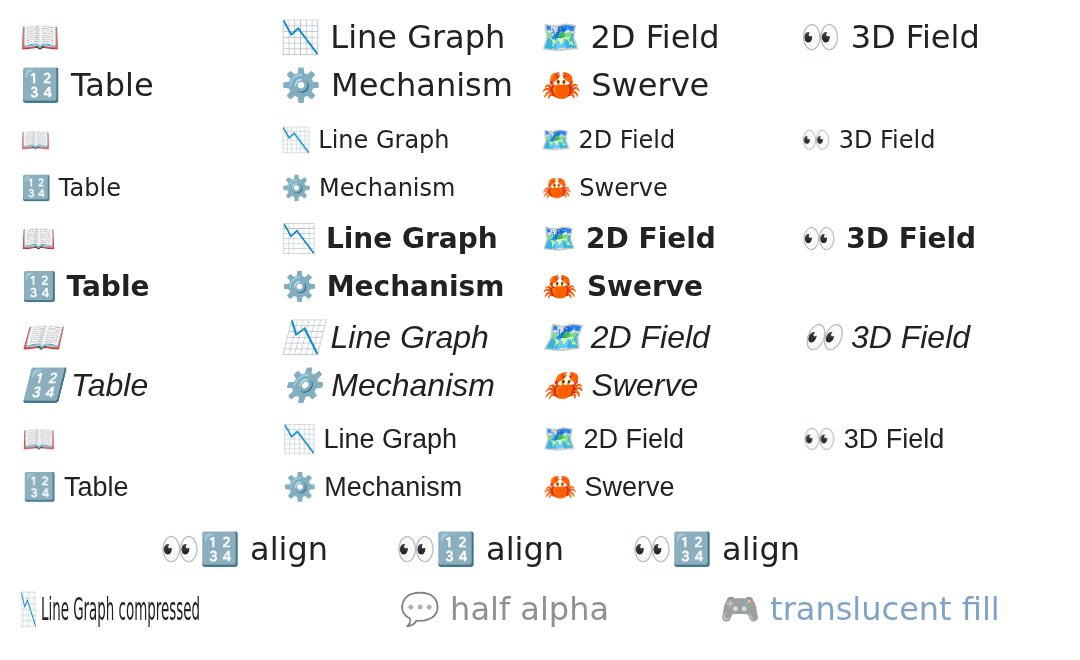 📖 📉 Line Graph 🗺️ 2D Field 👀 3D Field
🔢 Table ⚙️ Mechanism 🦀 Swerve
📖 📉 Line Graph 🗺️ 2D Field 👀 3D Field
🔢 Table ⚙️ Mechanism 🦀 Swerve
📖 📉 Line Graph 🗺️ 2D Field 👀 3D Field
🔢 Table ⚙️ Mechanism 🦀 Swerve
📖 📉 Line Graph 🗺️ 2D Field 👀 3D Field
🔢 Table ⚙️ Mechanism 🦀 Swerve
📖 📉 Line Graph 🗺️ 2D Field 👀 3D Field
🔢 Table ⚙️ Mechanism 🦀 Swerve
👀🔢 align 👀🔢 align 👀🔢 align
📉 Line Graph compressed 💬 half alpha 🎮 translucent fill